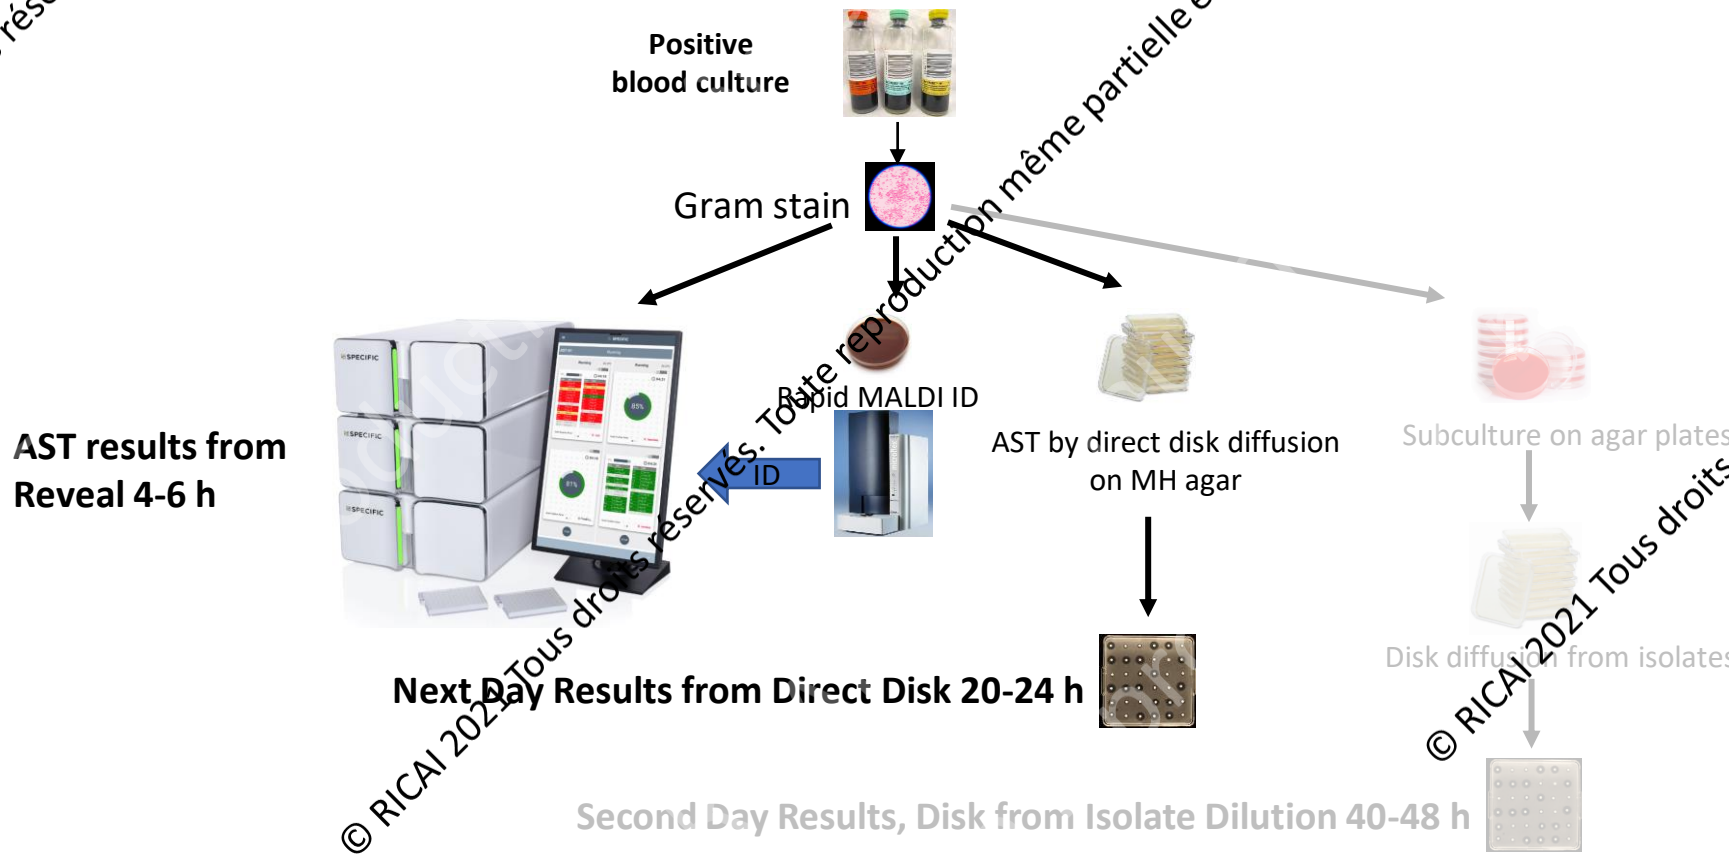 Positive
blood culture
Gram stain
Rapid MALDI ID
ID
AST results from
Reveal 4-6 h
AST by direct disk diffusion
on MH agar
Subculture on agar plates
Disk diffusion from isolates
Next Day Results from Direct Disk 20-24 h
Second Day Results, Disk from Isolate Dilution 40-48 h
SPECIFIC
SPECIFIC
SPECIFIC
85%
81%
© RICAI 2021 Tous droits réservés. Toute reproduction même partielle e
© RICAI 2021 Tous droits